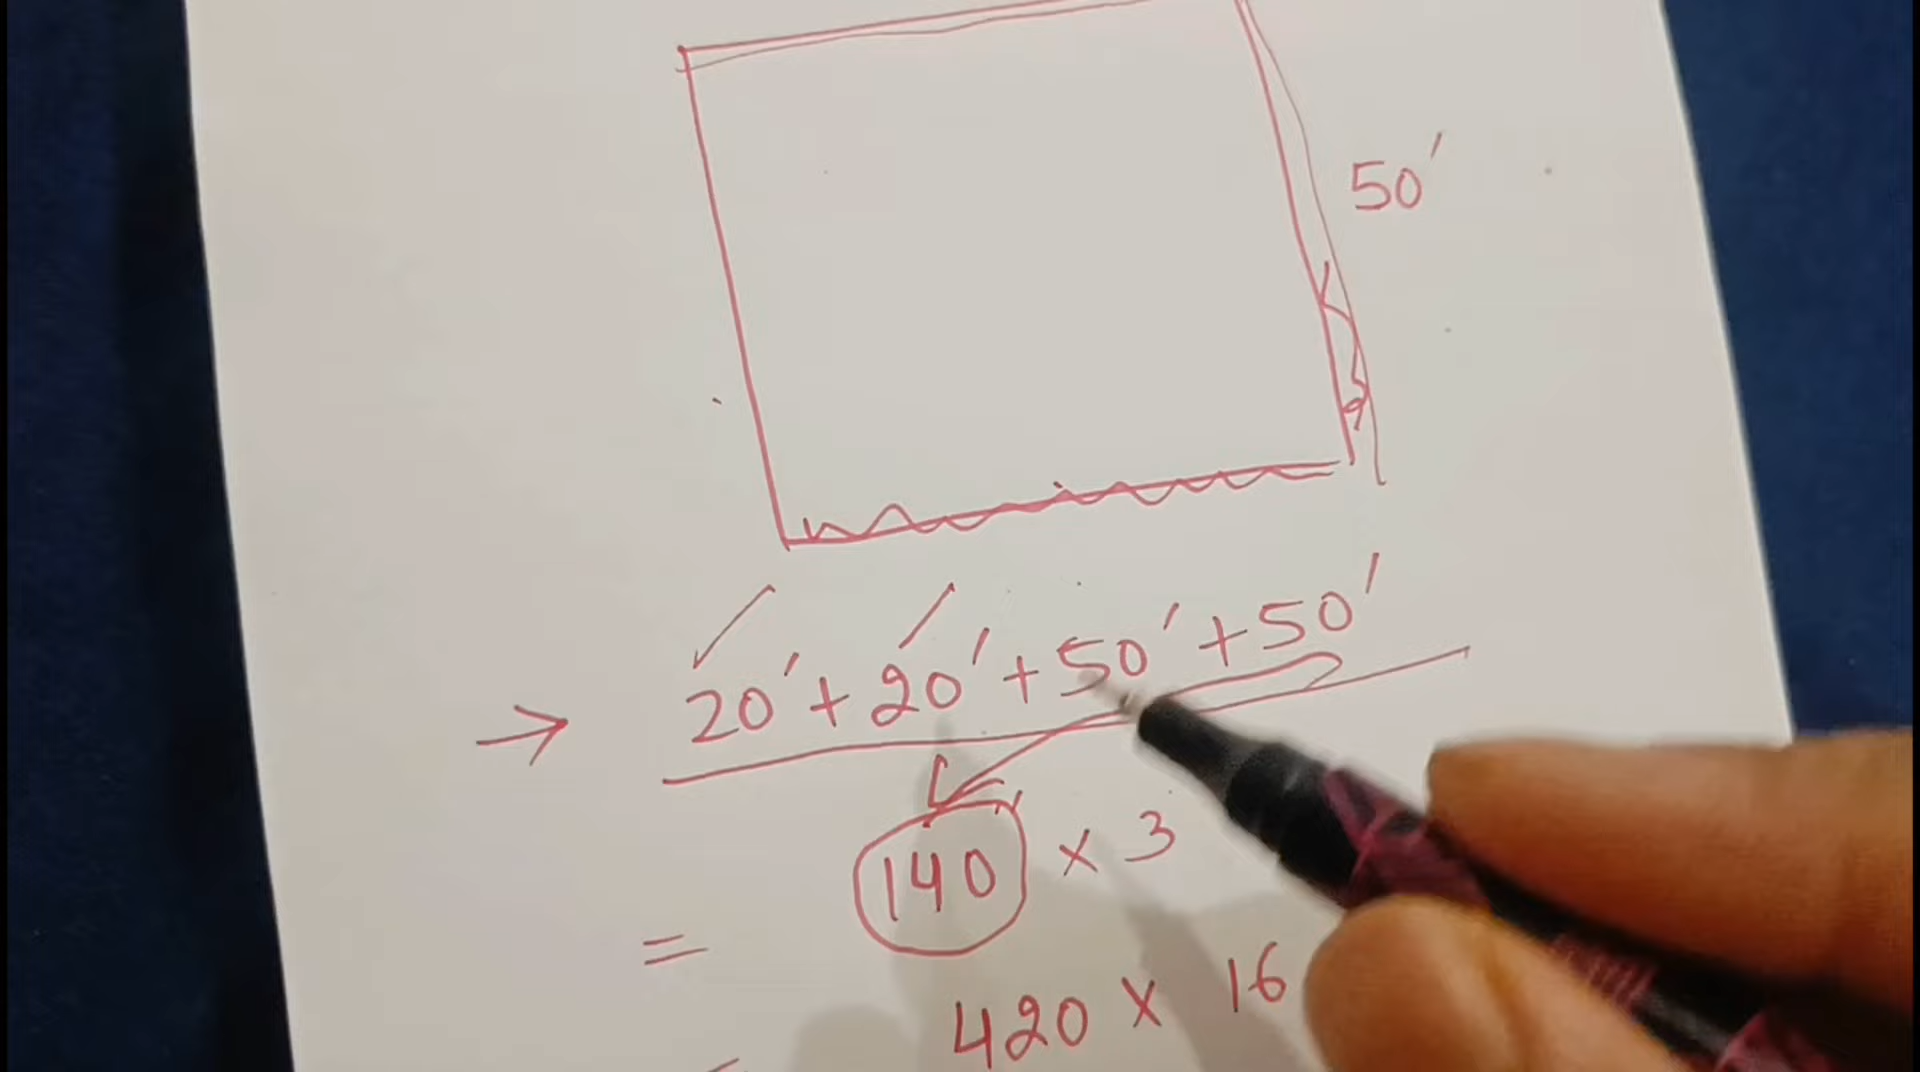 50'
→ 20' + 20' + 50' + 50'
140 × 3
=
420 × 16